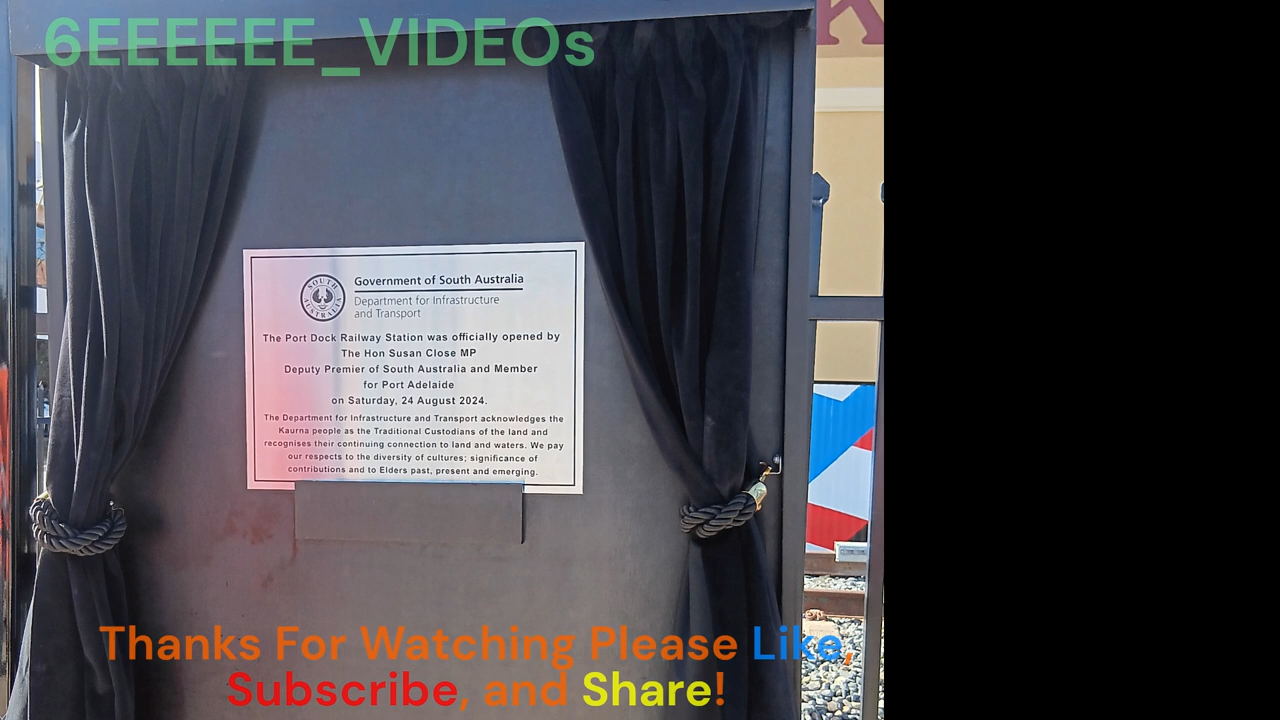 6EEEEEE_VIDEOs
K
SOUTH AUSTRALIA
Government of South Australia
Department for Infrastructure
and Transport
The Port Dock Railway Station was officially opened by
The Hon Susan Close MP
Deputy Premier of South Australia and Member
for Port Adelaide
on Saturday, 24 August 2024.
The Department for Infrastructure and Transport acknowledges the
Kaurna people as the Traditional Custodians of the land and
recognises their continuing connection to land and waters. We pay
our respects to the diversity of cultures; significance of
contributions and to Elders past, present and emerging.
Thanks For Watching Please Like,
Subscribe, and Share!